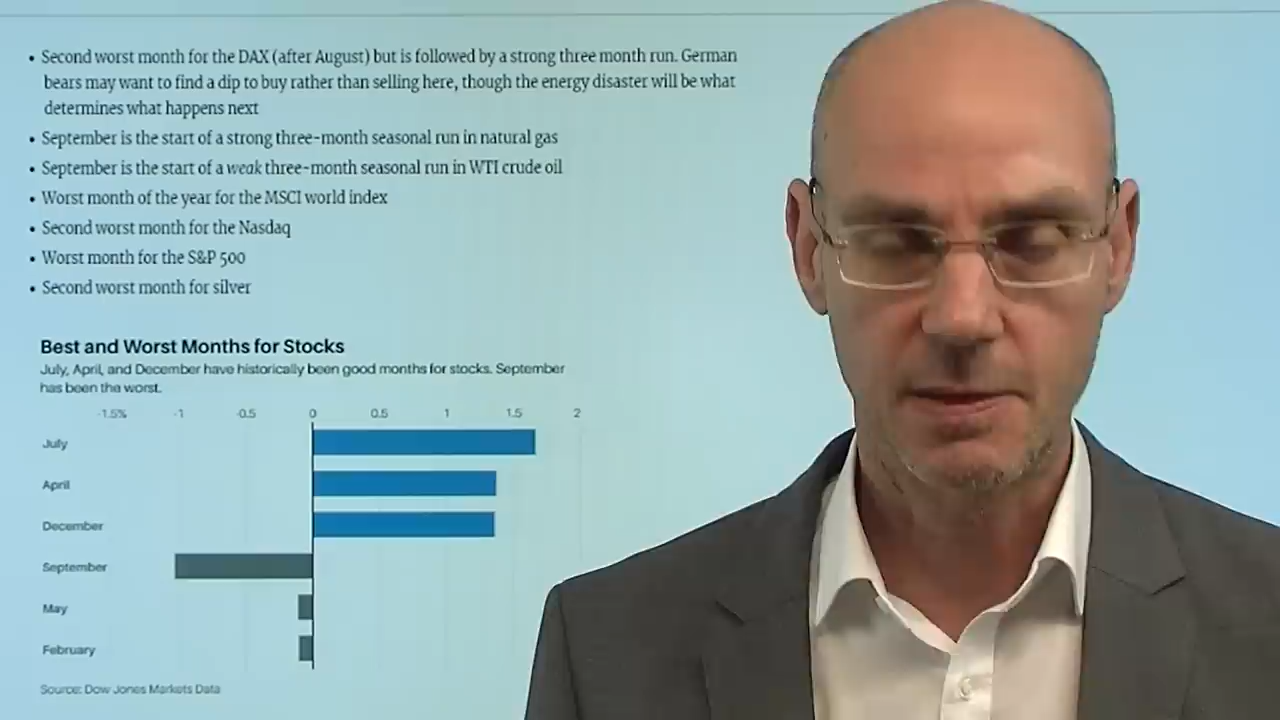 • Second worst month for the DAX (after August) but is followed by a strong three month run. German
bears may want to find a dip to buy rather than selling here, though the energy disaster will be what
determines what happens next
• September is the start of a strong three-month seasonal run in natural gas
• September is the start of a weak three-month seasonal run in WTI crude oil
• Worst month of the year for the MSCI world index
• Second worst month for the Nasdaq
• Worst month for the S&P 500
• Second worst month for silver
Best and Worst Months for Stocks
July, April, and December have historically been good months for stocks. September
has been the worst.
-1.5% -1 -0.5 0 0.5 1 1.5 2
July
April
December
September
May
February
Source: Dow Jones Markets Data